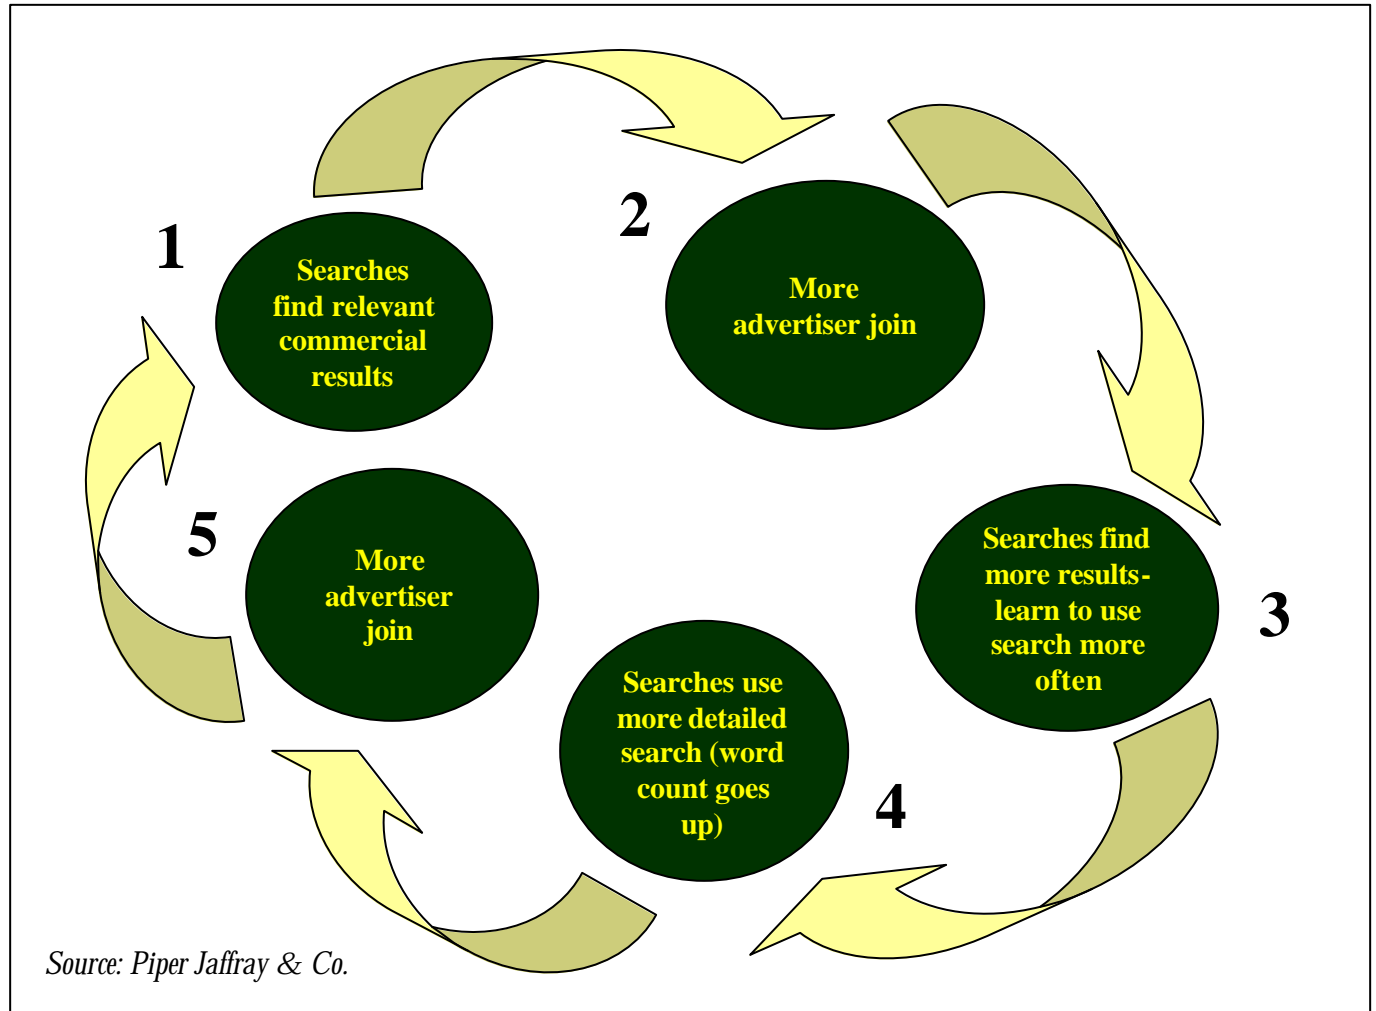 1
Searches
find relevant
commercial
results
2
More
advertiser join
3
Searches find
more results-
learn to use
search more
often
4
Searches use
more detailed
search (word
count goes
up)
5
More
advertiser
join
Source: Piper Jaffray & Co.